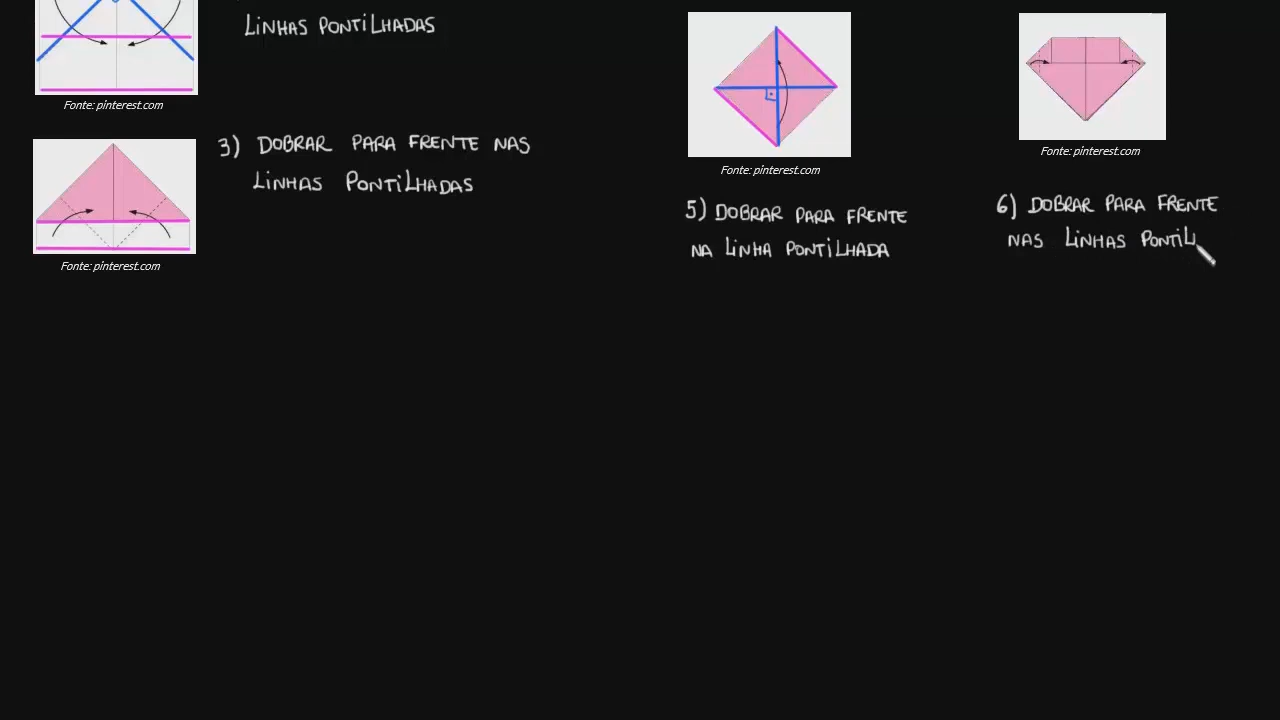 LINHAS PONTILHADAS
Fonte: pinterest.com
3) DOBRAR PARA FRENTE NAS
LINHAS PONTILHADAS
Fonte: pinterest.com
Fonte: pinterest.com
5) DOBRAR PARA FRENTE
NA LINHA PONTILHADA
Fonte: pinterest.com
6) DOBRAR PARA FRENTE
NAS LINHAS PONTIL